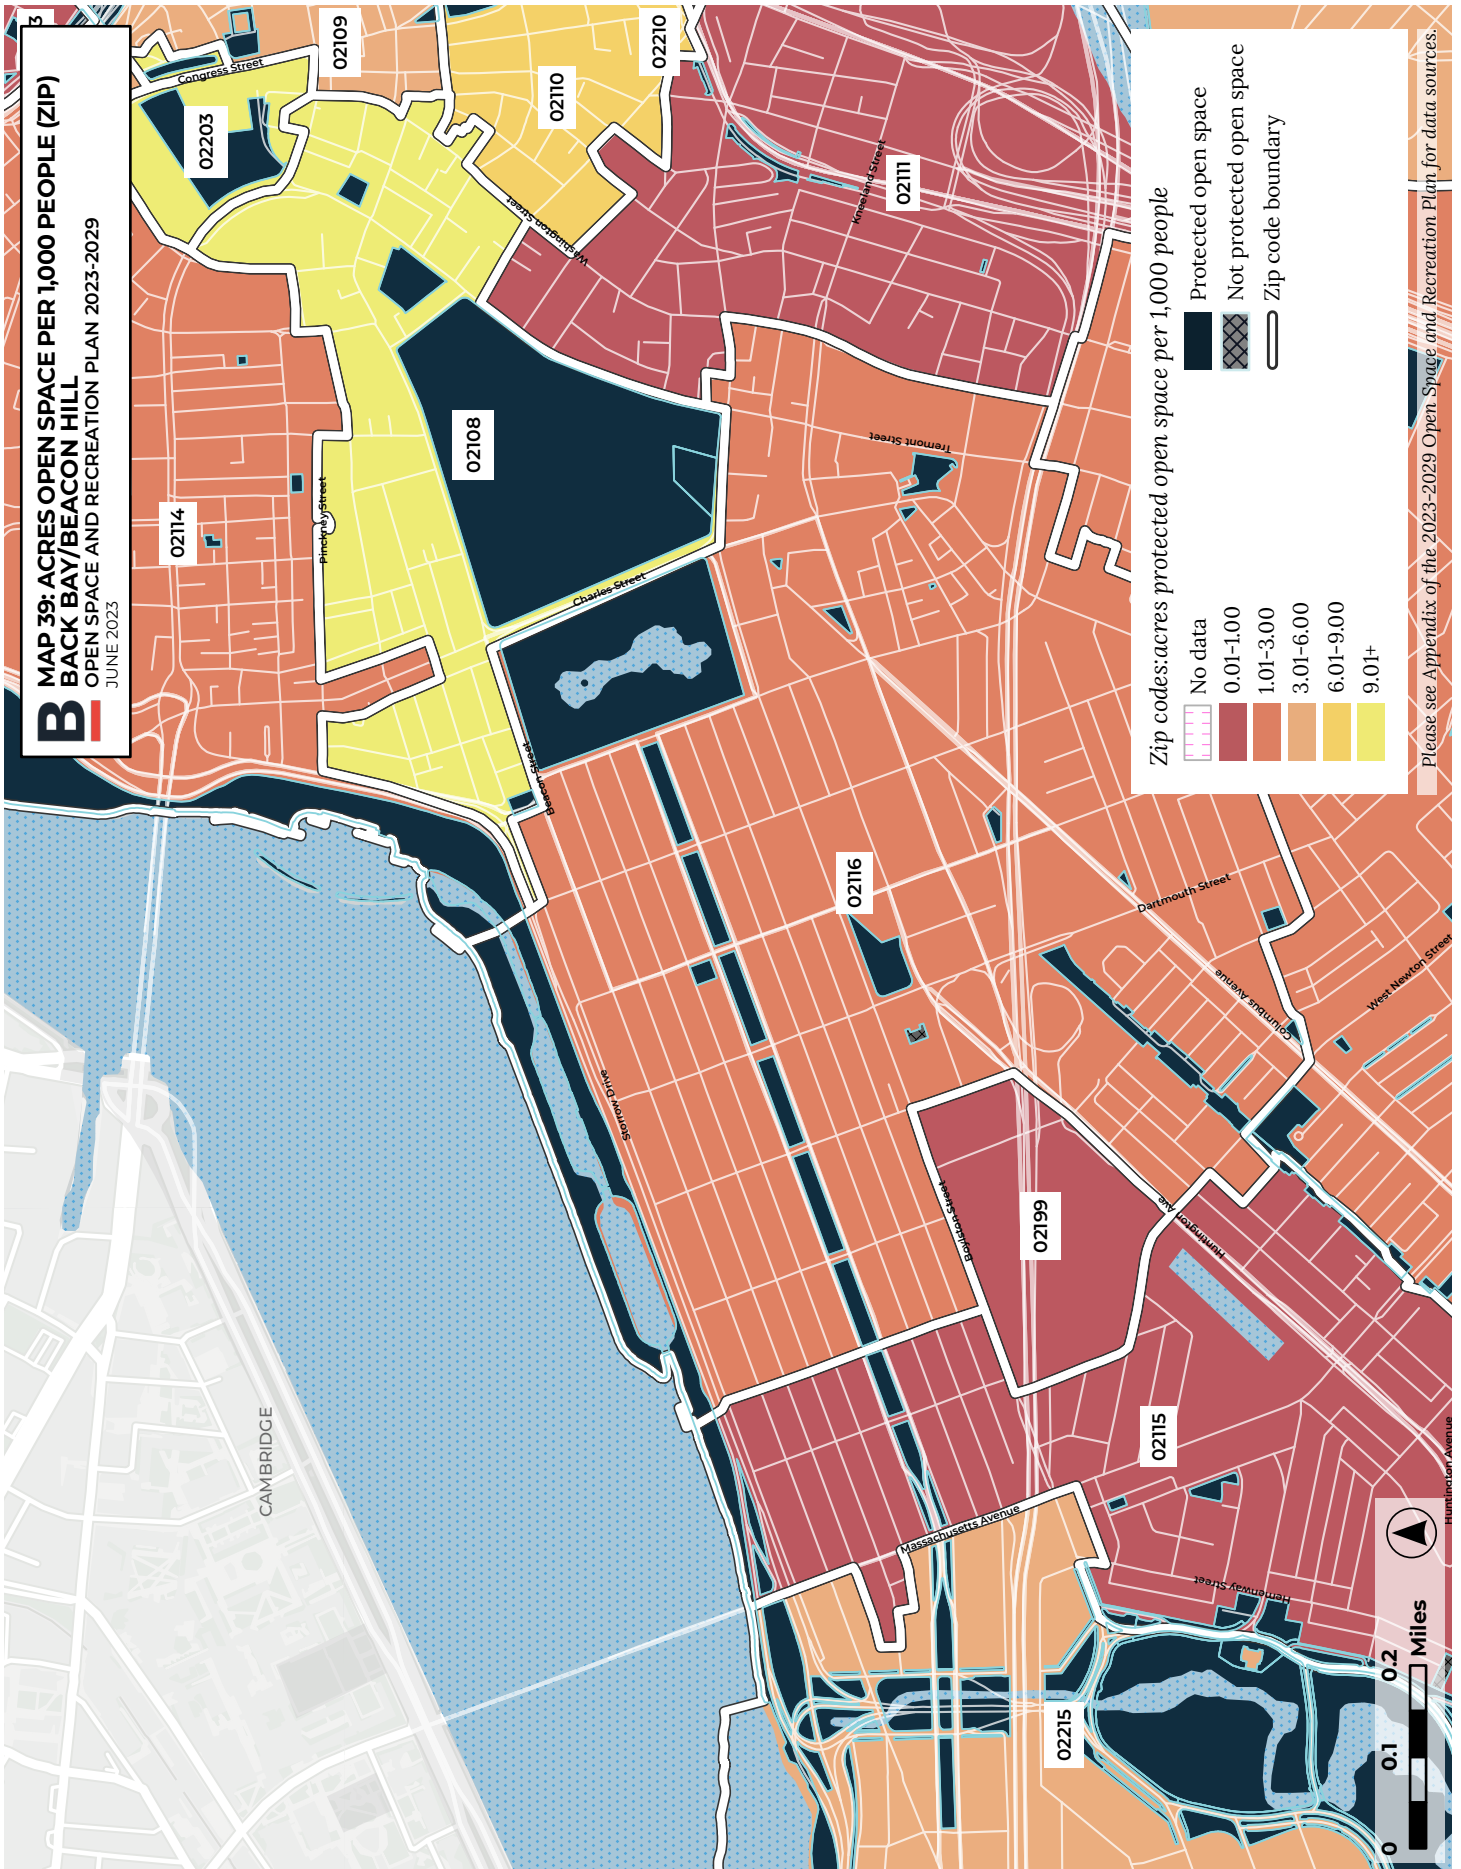 B
MAP 39: ACRES OPEN SPACE PER 1,000 PEOPLE (ZIP)
BACK BAY/BEACON HILL
OPEN SPACE AND RECREATION PLAN 2023-2029
JUNE 2023
3
CAMBRIDGE
02114
02203
02109
02110
02210
02108
02111
02116
02199
02115
02215
Congress Street
Pinckney Street
Washington Street
Kneeland Street
Charles Street
Beacon Street
Tremont Street
Storrow Drive
Dartmouth Street
Columbus Avenue
West Newton Street
Boylston Street
Huntington Ave
Massachusetts Avenue
Hemenway Street
Huntington Avenue
Zip codes:acres protected open space per 1,000 people
No data
0.01-1.00
1.01-3.00
3.01-6.00
6.01-9.00
9.01+
Protected open space
Not protected open space
Zip code boundary
Please see Appendix of the 2023-2029 Open Space and Recreation Plan for data sources.
0 0.1 0.2
Miles